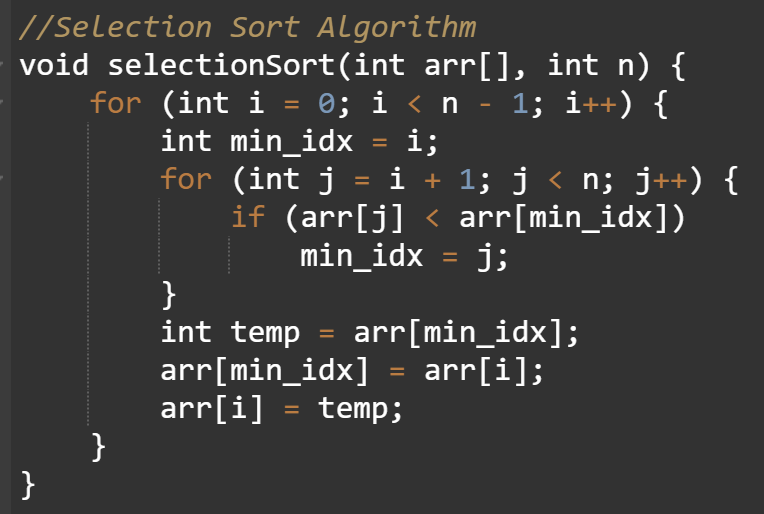 //Selection Sort Algorithm
void selectionSort(int arr[], int n) {
    for (int i = 0; i < n - 1; i++) {
        int min_idx = i;
        for (int j = i + 1; j < n; j++) {
            if (arr[j] < arr[min_idx])
                min_idx = j;
        }
        int temp = arr[min_idx];
        arr[min_idx] = arr[i];
        arr[i] = temp;
    }
}